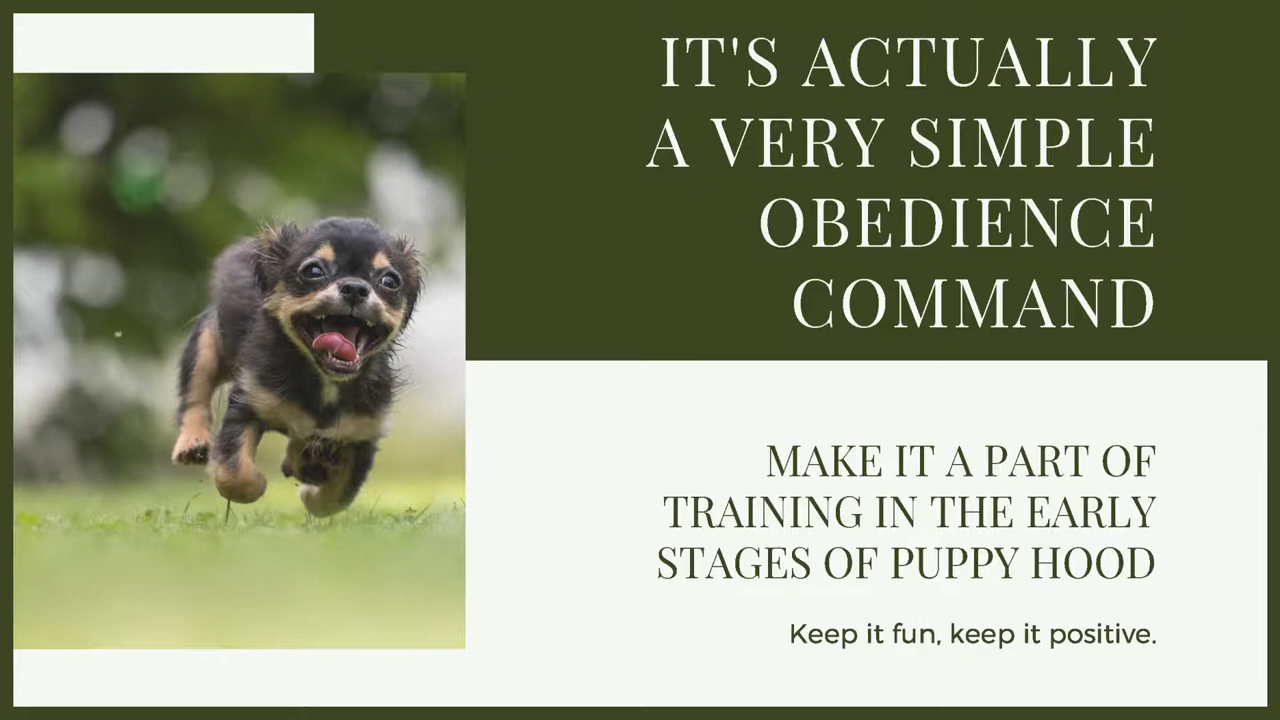 IT'S ACTUALLY
A VERY SIMPLE
OBEDIENCE
COMMAND
MAKE IT A PART OF
TRAINING IN THE EARLY
STAGES OF PUPPY HOOD
Keep it fun, keep it positive.